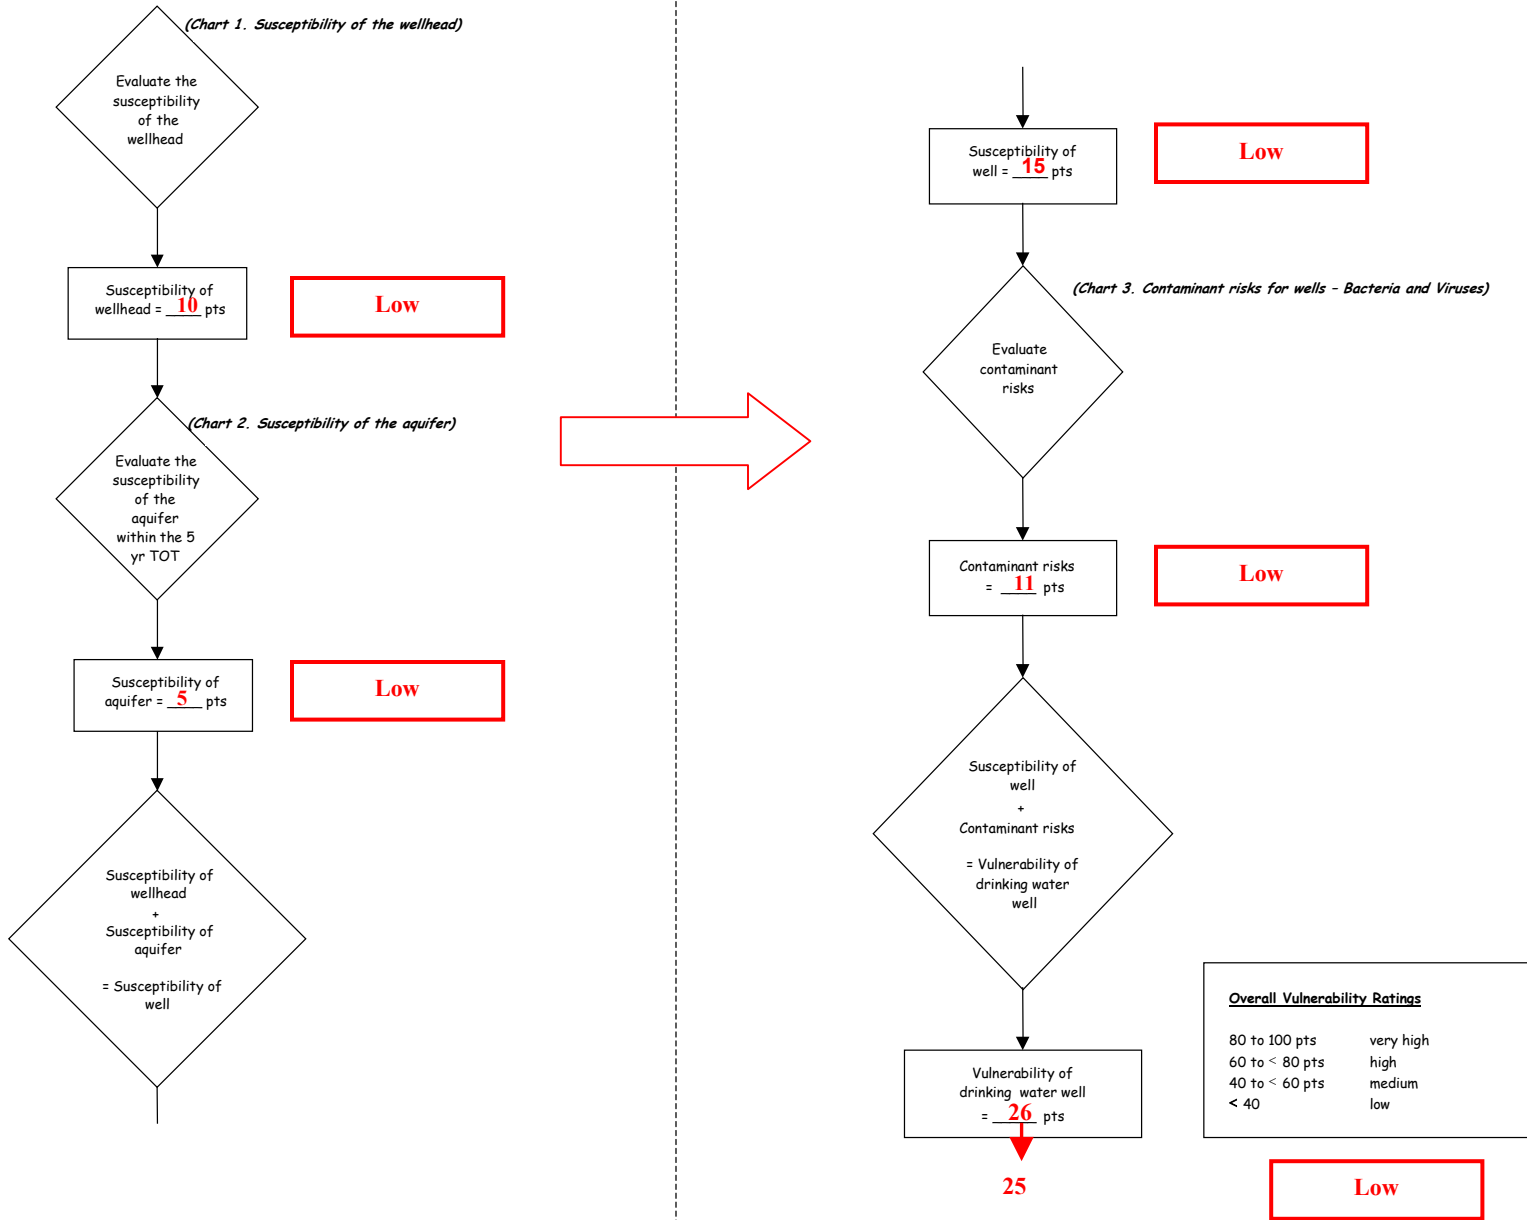 (Chart 1. Susceptibility of the wellhead)
Evaluate the
susceptibility
of the
wellhead
Susceptibility of
wellhead = 10 pts
Low
(Chart 2. Susceptibility of the aquifer)
Evaluate the
susceptibility
of the
aquifer
within the 5
yr TOT
Susceptibility of
aquifer = 5 pts
Low
Susceptibility of
wellhead
+
Susceptibility of
aquifer
= Susceptibility of
well
Susceptibility of
well = 15 pts
Low
(Chart 3. Contaminant risks for wells – Bacteria and Viruses)
Evaluate
contaminant
risks
Contaminant risks
= 11 pts
Low
Susceptibility of
well
+
Contaminant risks
= Vulnerability of
drinking water
well
Vulnerability of
drinking water well
= 26 pts
25
Overall Vulnerability Ratings
80 to 100 pts very high
60 to < 80 pts high
40 to < 60 pts medium
< 40 low
Low